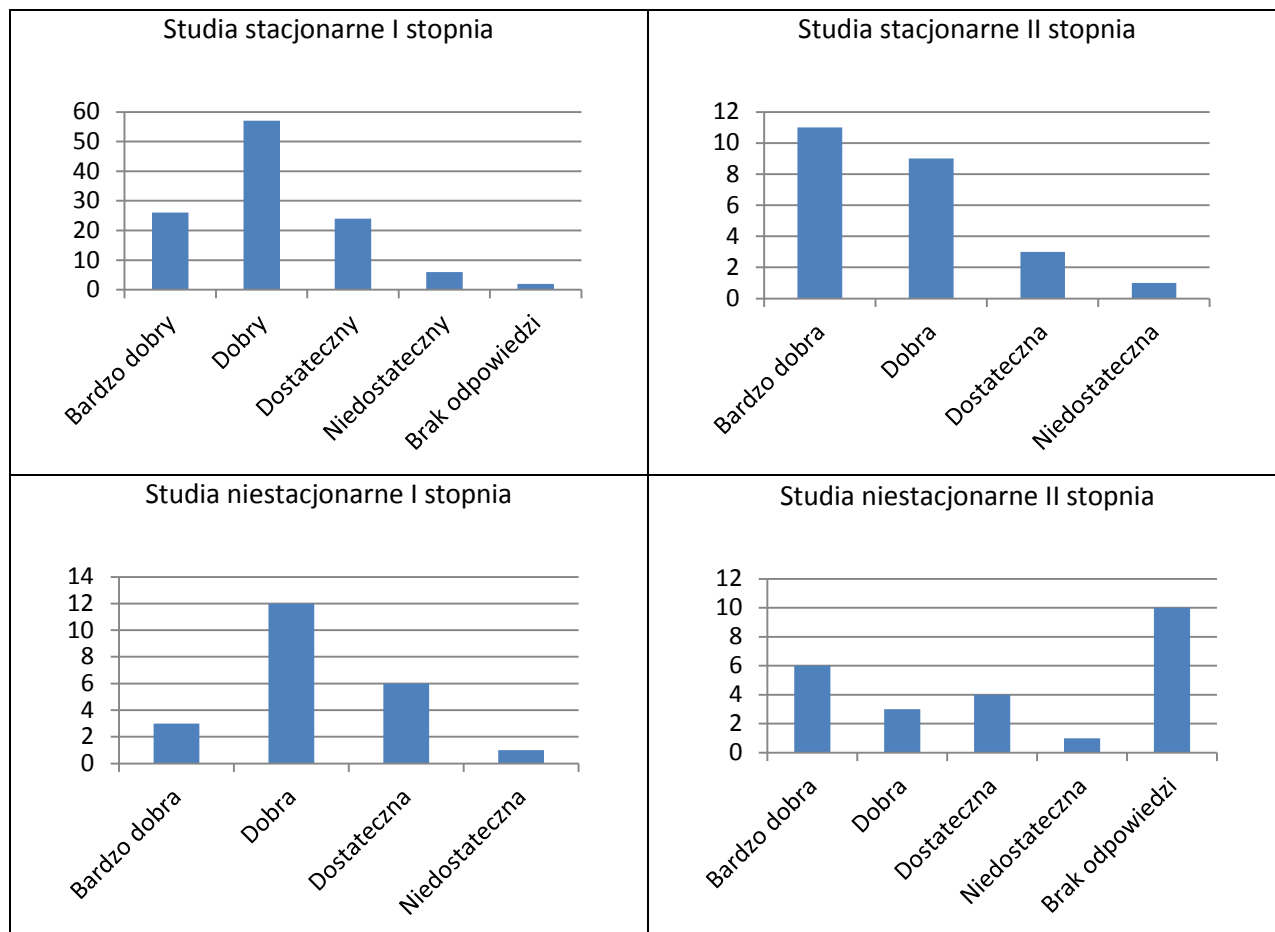 Studia stacjonarne I stopnia
60
50
40
30
20
10
0
Bardzo dobry
Dobry
Dostateczny
Niedostateczny
Brak odpowiedzi
Studia stacjonarne II stopnia
12
10
8
6
4
2
0
Bardzo dobra
Dobra
Dostateczna
Niedostateczna
Studia niestacjonarne I stopnia
14
12
10
8
6
4
2
0
Bardzo dobra
Dobra
Dostateczna
Niedostateczna
Studia niestacjonarne II stopnia
12
10
8
6
4
2
0
Bardzo dobra
Dobra
Dostateczna
Niedostateczna
Brak odpowiedzi